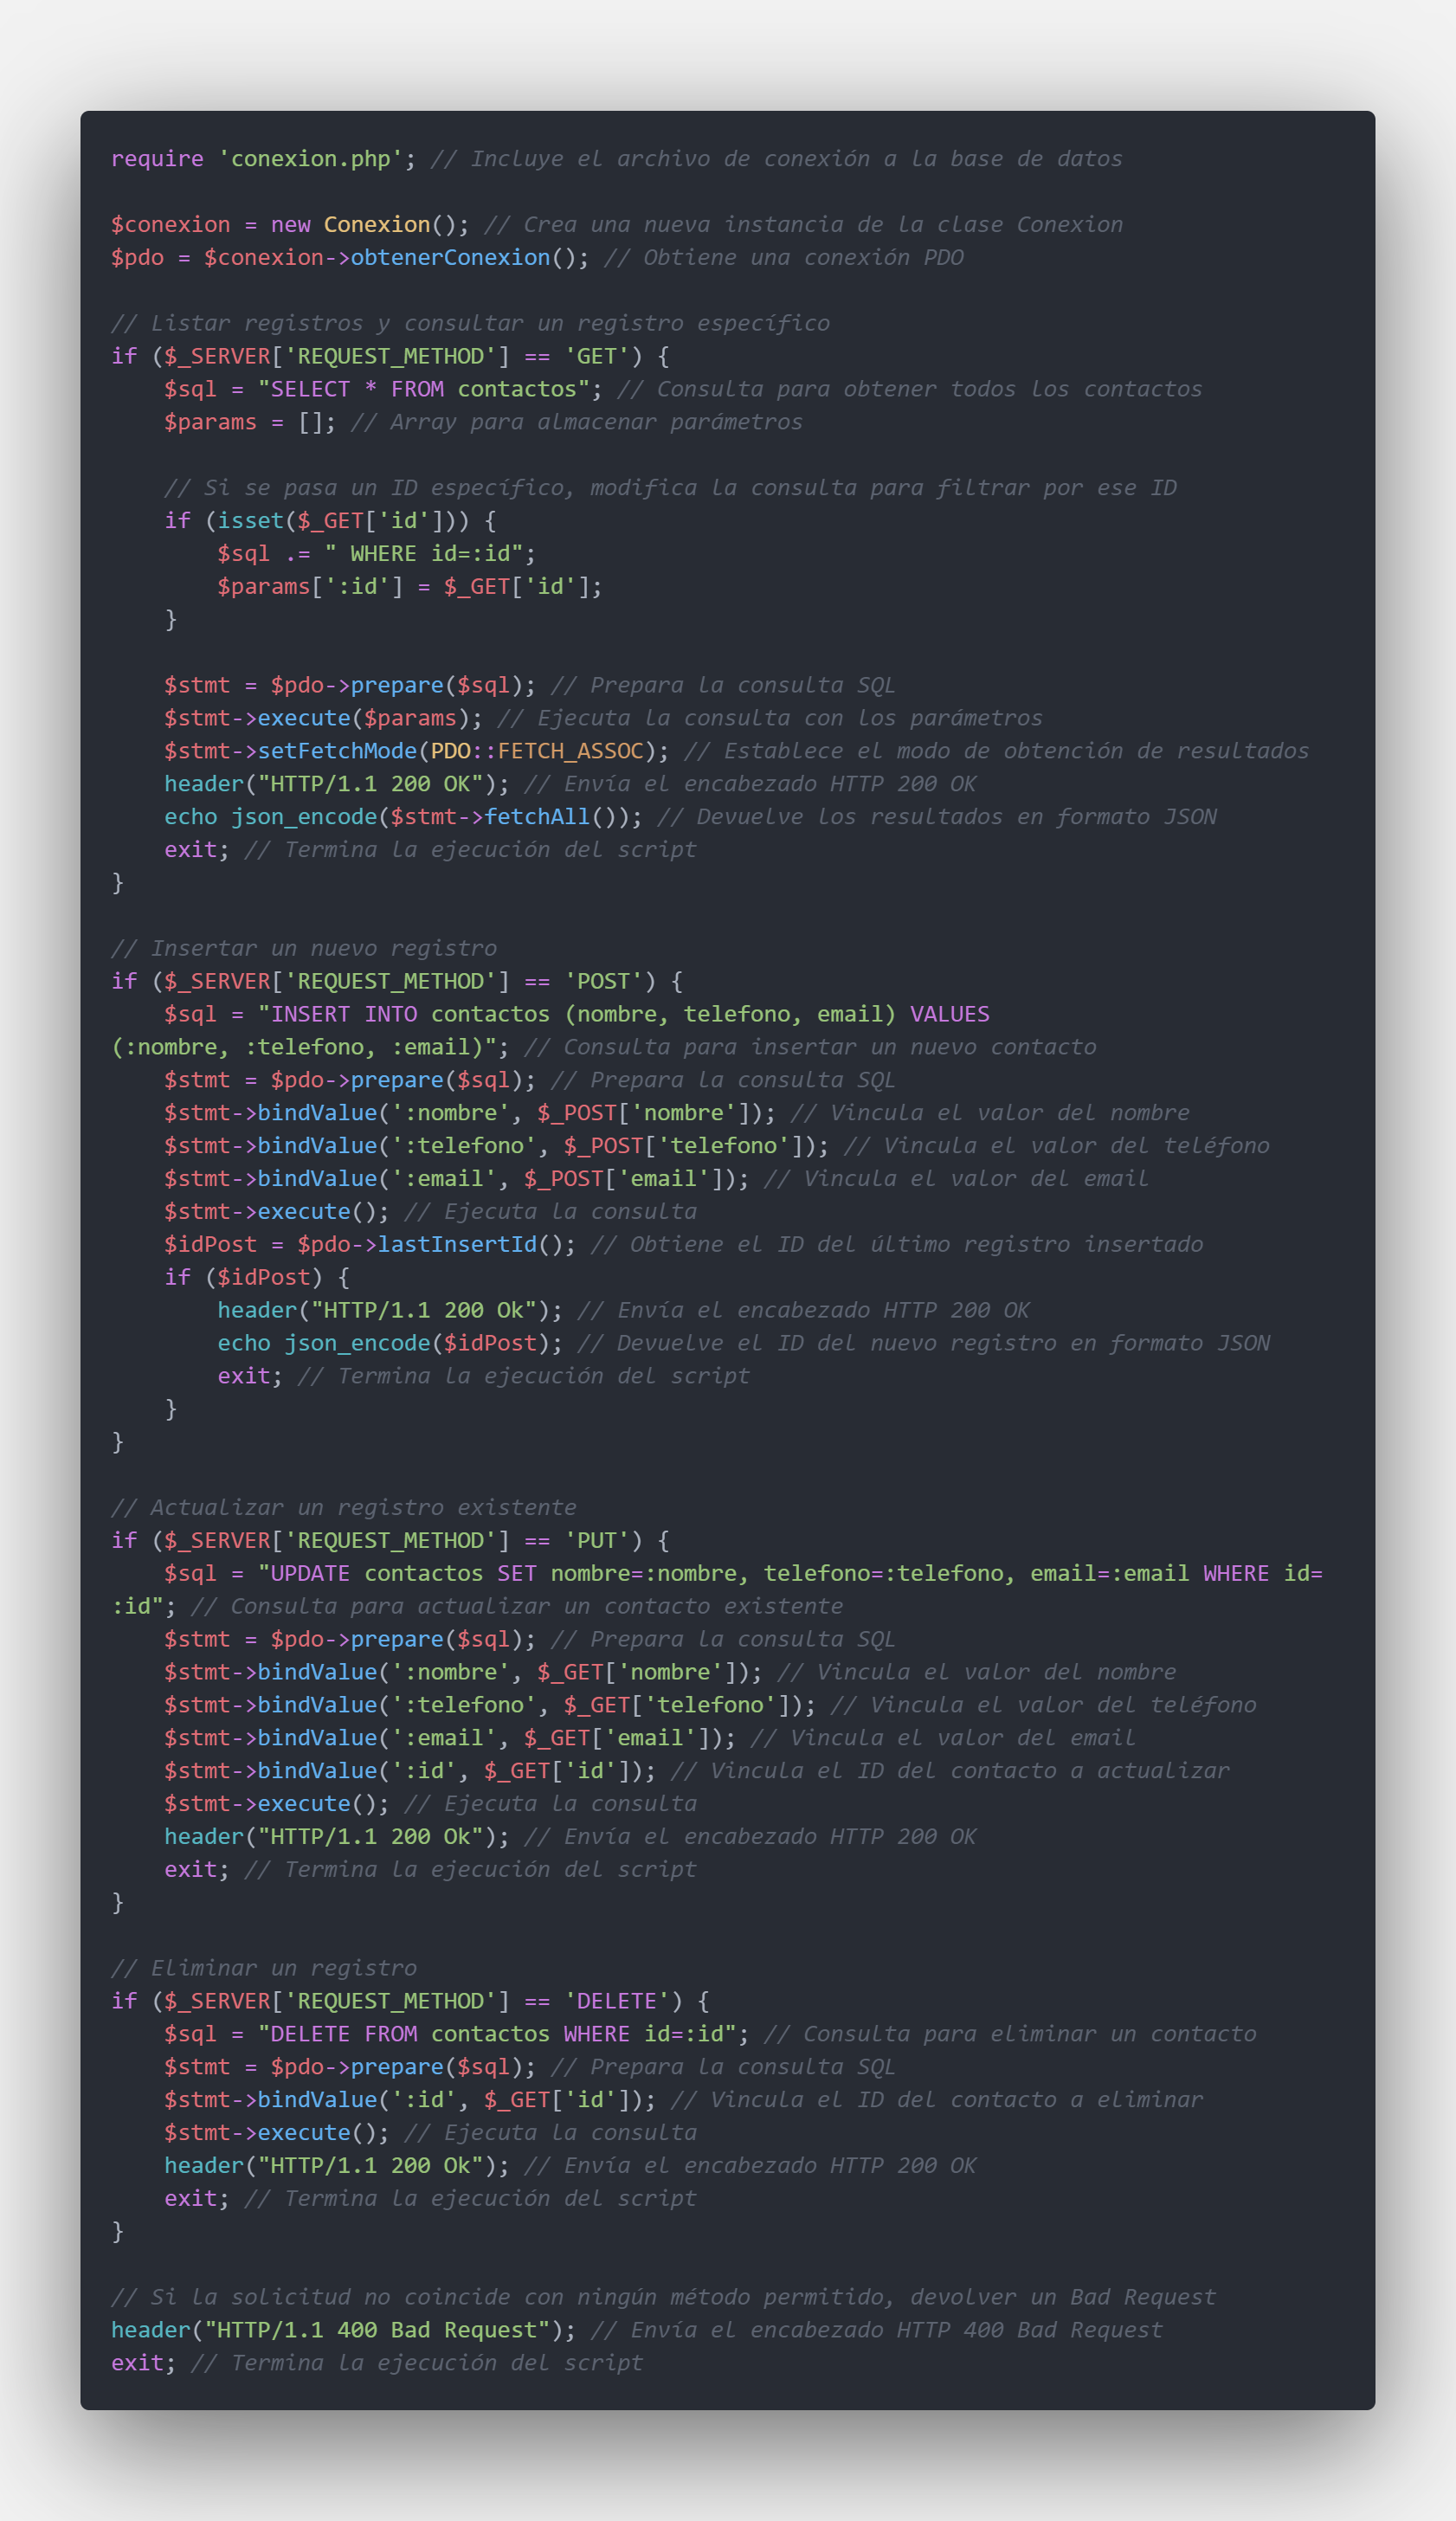 require 'conexion.php'; // Incluye el archivo de conexión a la base de datos
$conexion = new Conexion(); // Crea una nueva instancia de la clase Conexion
$pdo = $conexion->obtenerConexion(); // Obtiene una conexión PDO
// Listar registros y consultar un registro específico
if ($_SERVER['REQUEST_METHOD'] == 'GET') {
    $sql = "SELECT * FROM contactos"; // Consulta para obtener todos los contactos
    $params = []; // Array para almacenar parámetros
    // Si se pasa un ID específico, modifica la consulta para filtrar por ese ID
    if (isset($_GET['id'])) {
        $sql .= " WHERE id=:id";
        $params[':id'] = $_GET['id'];
    }
    $stmt = $pdo->prepare($sql); // Prepara la consulta SQL
    $stmt->execute($params); // Ejecuta la consulta con los parámetros
    $stmt->setFetchMode(PDO::FETCH_ASSOC); // Establece el modo de obtención de resultados
    header("HTTP/1.1 200 OK"); // Envía el encabezado HTTP 200 OK
    echo json_encode($stmt->fetchAll()); // Devuelve los resultados en formato JSON
    exit; // Termina la ejecución del script
}
// Insertar un nuevo registro
if ($_SERVER['REQUEST_METHOD'] == 'POST') {
    $sql = "INSERT INTO contactos (nombre, telefono, email) VALUES
(:nombre, :telefono, :email)"; // Consulta para insertar un nuevo contacto
    $stmt = $pdo->prepare($sql); // Prepara la consulta SQL
    $stmt->bindValue(':nombre', $_POST['nombre']); // Vincula el valor del nombre
    $stmt->bindValue(':telefono', $_POST['telefono']); // Vincula el valor del teléfono
    $stmt->bindValue(':email', $_POST['email']); // Vincula el valor del email
    $stmt->execute(); // Ejecuta la consulta
    $idPost = $pdo->lastInsertId(); // Obtiene el ID del último registro insertado
    if ($idPost) {
        header("HTTP/1.1 200 Ok"); // Envía el encabezado HTTP 200 OK
        echo json_encode($idPost); // Devuelve el ID del nuevo registro en formato JSON
        exit; // Termina la ejecución del script
    }
}
// Actualizar un registro existente
if ($_SERVER['REQUEST_METHOD'] == 'PUT') {
    $sql = "UPDATE contactos SET nombre=:nombre, telefono=:telefono, email=:email WHERE id=
:id"; // Consulta para actualizar un contacto existente
    $stmt = $pdo->prepare($sql); // Prepara la consulta SQL
    $stmt->bindValue(':nombre', $_GET['nombre']); // Vincula el valor del nombre
    $stmt->bindValue(':telefono', $_GET['telefono']); // Vincula el valor del teléfono
    $stmt->bindValue(':email', $_GET['email']); // Vincula el valor del email
    $stmt->bindValue(':id', $_GET['id']); // Vincula el ID del contacto a actualizar
    $stmt->execute(); // Ejecuta la consulta
    header("HTTP/1.1 200 Ok"); // Envía el encabezado HTTP 200 OK
    exit; // Termina la ejecución del script
}
// Eliminar un registro
if ($_SERVER['REQUEST_METHOD'] == 'DELETE') {
    $sql = "DELETE FROM contactos WHERE id=:id"; // Consulta para eliminar un contacto
    $stmt = $pdo->prepare($sql); // Prepara la consulta SQL
    $stmt->bindValue(':id', $_GET['id']); // Vincula el ID del contacto a eliminar
    $stmt->execute(); // Ejecuta la consulta
    header("HTTP/1.1 200 Ok"); // Envía el encabezado HTTP 200 OK
    exit; // Termina la ejecución del script
}
// Si la solicitud no coincide con ningún método permitido, devolver un Bad Request
header("HTTP/1.1 400 Bad Request"); // Envía el encabezado HTTP 400 Bad Request
exit; // Termina la ejecución del script